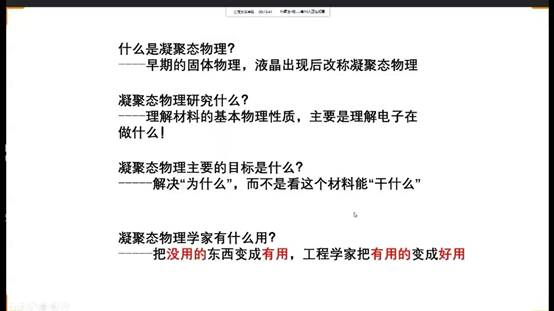 什么是凝聚态物理?
----早期的固体物理，液晶出现后改称凝聚态物理
凝聚态物理研究什么?
-----理解材料的基本物理性质，主要是理解电子在
做什么!
凝聚态物理主要的目标是什么?
-----解决“为什么”，而不是看这个材料能“干什么”
凝聚态物理学家有什么用?
-----把没用的东西变成有用，工程学家把有用的变成好用